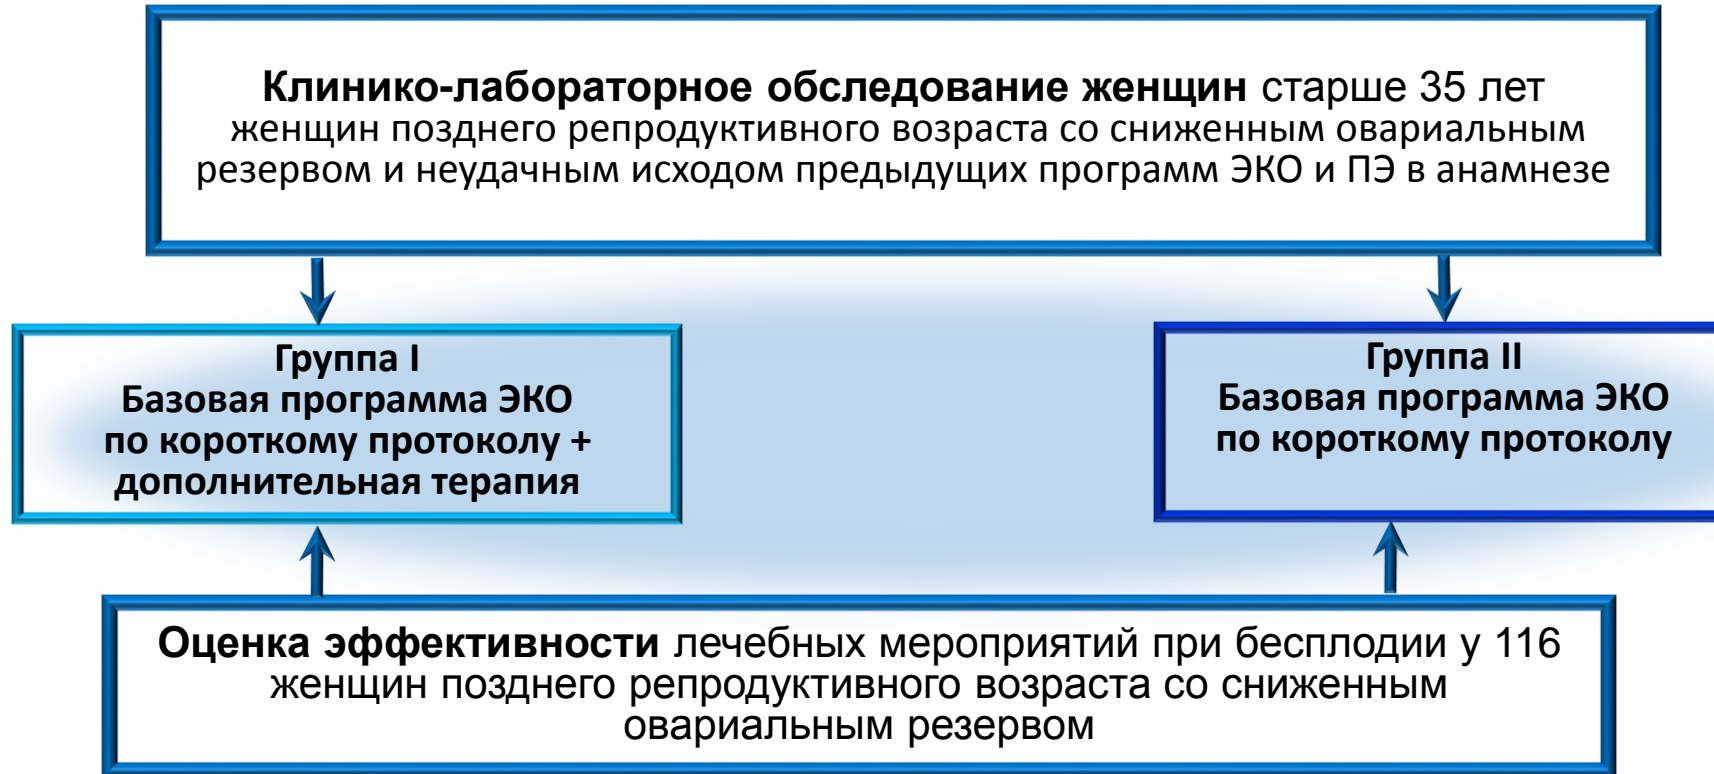 Клинико-лабораторное обследование женщин старше 35 лет
женщин позднего репродуктивного возраста со сниженным овариальным
резервом и неудачным исходом предыдущих программ ЭКО и ПЭ в анамнезе
Группа I
Базовая программа ЭКО
по короткому протоколу +
дополнительная терапия
Группа II
Базовая программа ЭКО
по короткому протоколу
Оценка эффективности лечебных мероприятий при бесплодии у 116
женщин позднего репродуктивного возраста со сниженным
овариальным резервом